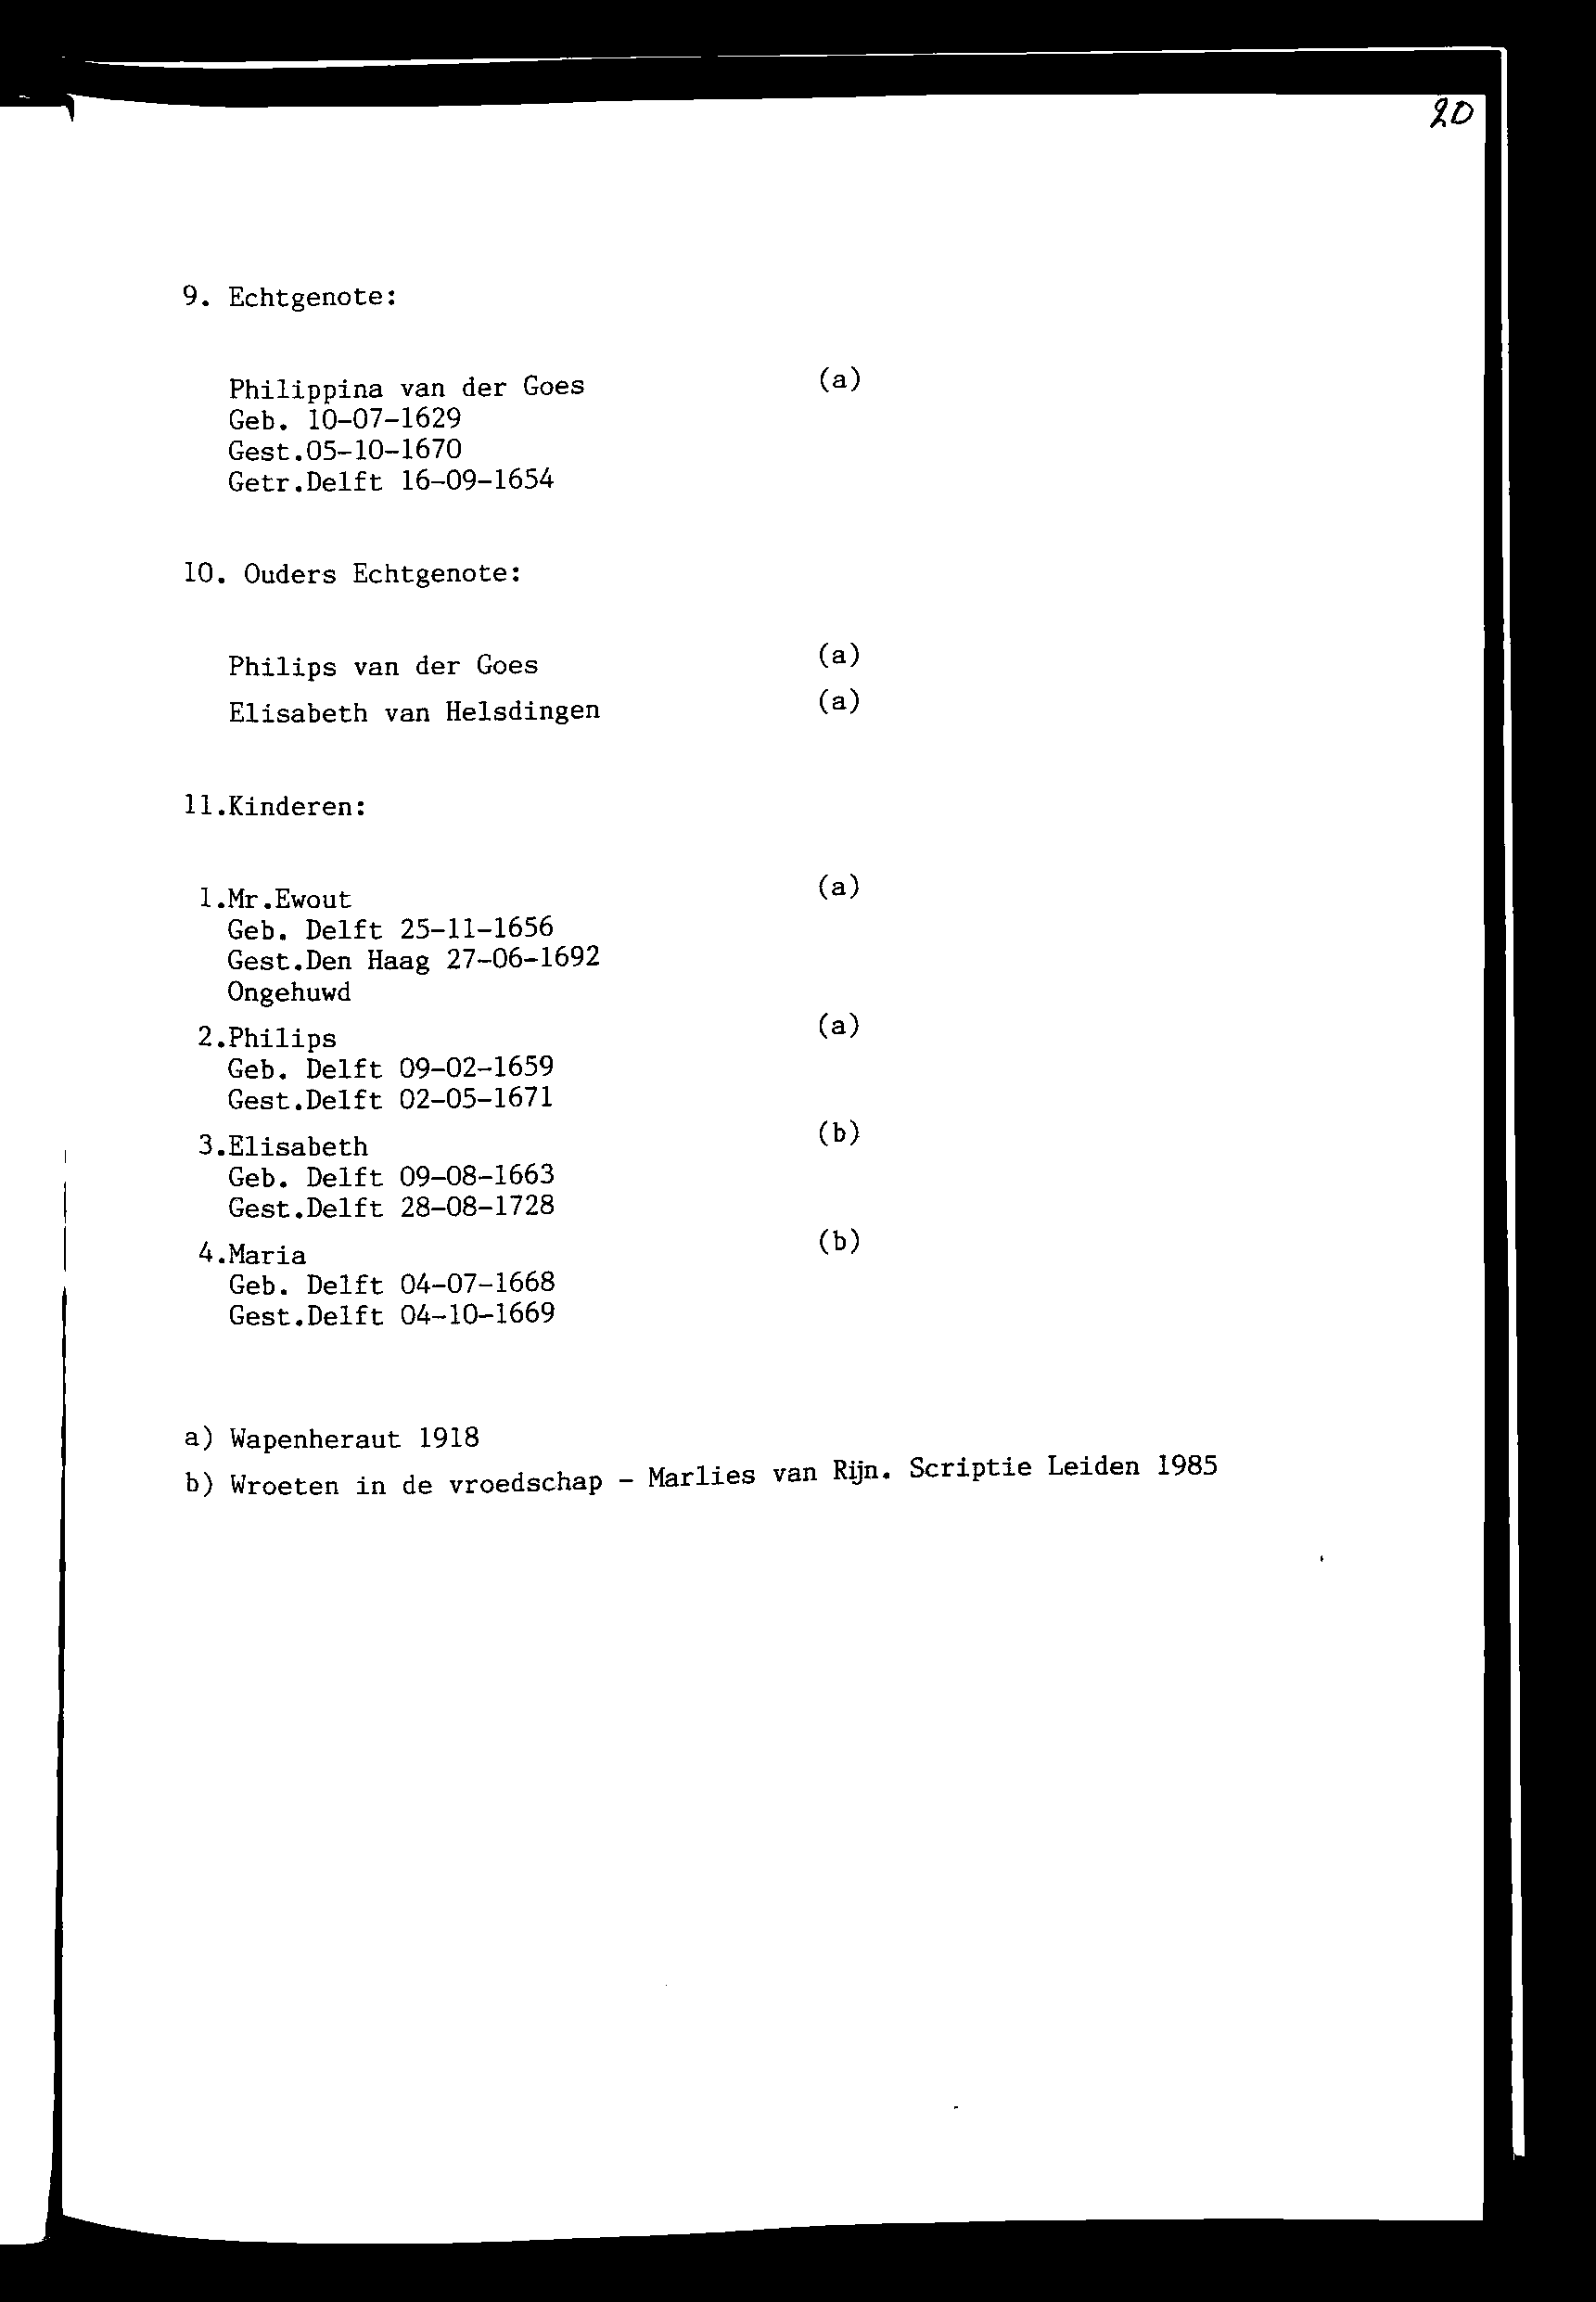 20
9. Echtgenote:
Philippina van der Goes (a)
Geb. 10-07-1629
Gest.05-10-1670
Getr.Delft 16-09-1654
10. Ouders Echtgenote:
Philips van der Goes (a)
Elisabeth van Helsdingen (a)
11.Kinderen:
1.Mr.Ewout (a)
Geb. Delft 25-11-1656
Gest.Den Haag 27-06-1692
Ongehuwd
2.Philips (a)
Geb. Delft 09-02-1659
Gest.Delft 02-05-1671
3.Elisabeth (b)
Geb. Delft 09-08-1663
Gest.Delft 28-08-1728
4.Maria (b)
Geb. Delft 04-07-1668
Gest.Delft 04-10-1669
a) Wapenheraut 1918
b) Wroeten in de vroedschap - Marlies van Rijn. Scriptie Leiden 1985